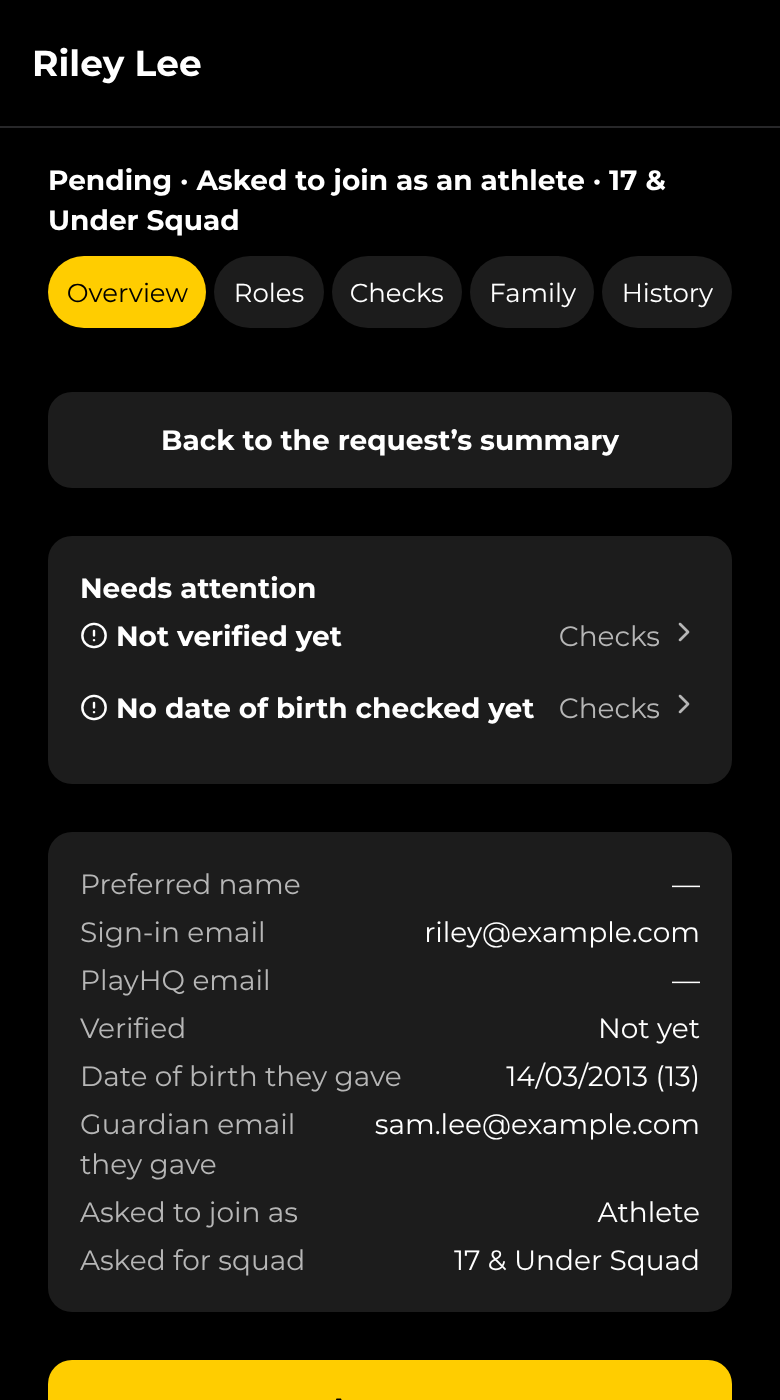 Riley Lee
Pending · Asked to join as an athlete · 17 &
Under Squad
Overview Roles Checks Family History
Back to the request’s summary
Needs attention
Not verified yet Checks
No date of birth checked yet Checks
Preferred name —
Sign-in email riley@example.com
PlayHQ email —
Verified Not yet
Date of birth they gave 14/03/2013 (13)
Guardian email sam.lee@example.com
they gave
Asked to join as Athlete
Asked for squad 17 & Under Squad